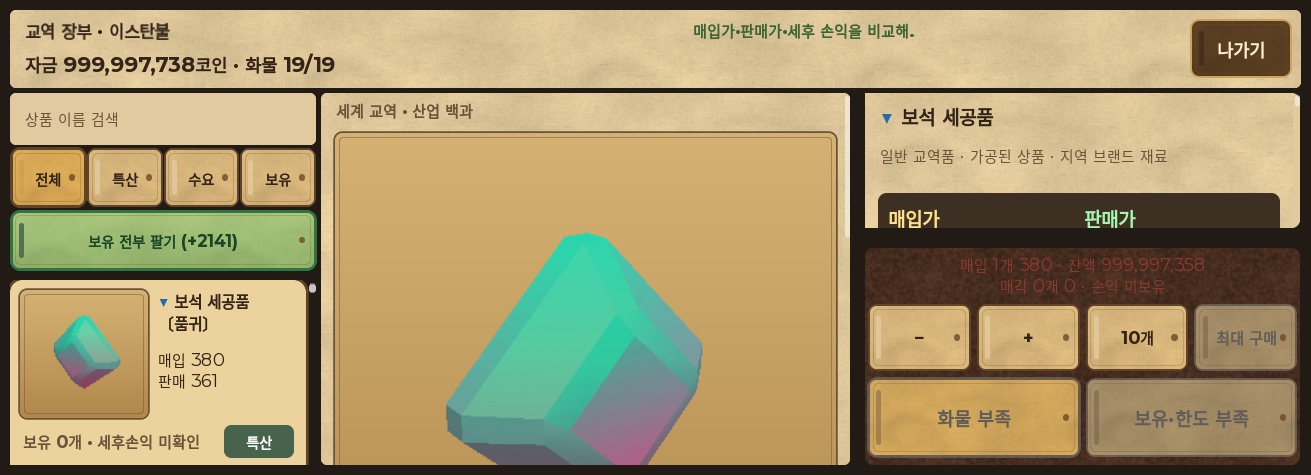 교역 장부 • 이스탄불
자금 999,997,738코인 • 화물 19/19
매입가•판매가•세후 손익을 비교해.
나가기
상품 이름 검색
전체
특산
수요
보유
보유 전부 팔기 (+2141)
▼ 보석 세공품
〔품귀〕
매입 380
판매 361
보유 0개 • 세후손익 미확인
특산
세계 교역 • 산업 백과
▼ 보석 세공품
일반 교역품 · 가공된 상품 · 지역 브랜드 재료
매입가
판매가
매입 1개 380 · 잔액 999,997,358
매각 0개 0 · 손익 미보유
−
+
10개
최대 구매
화물 부족
보유•한도 부족